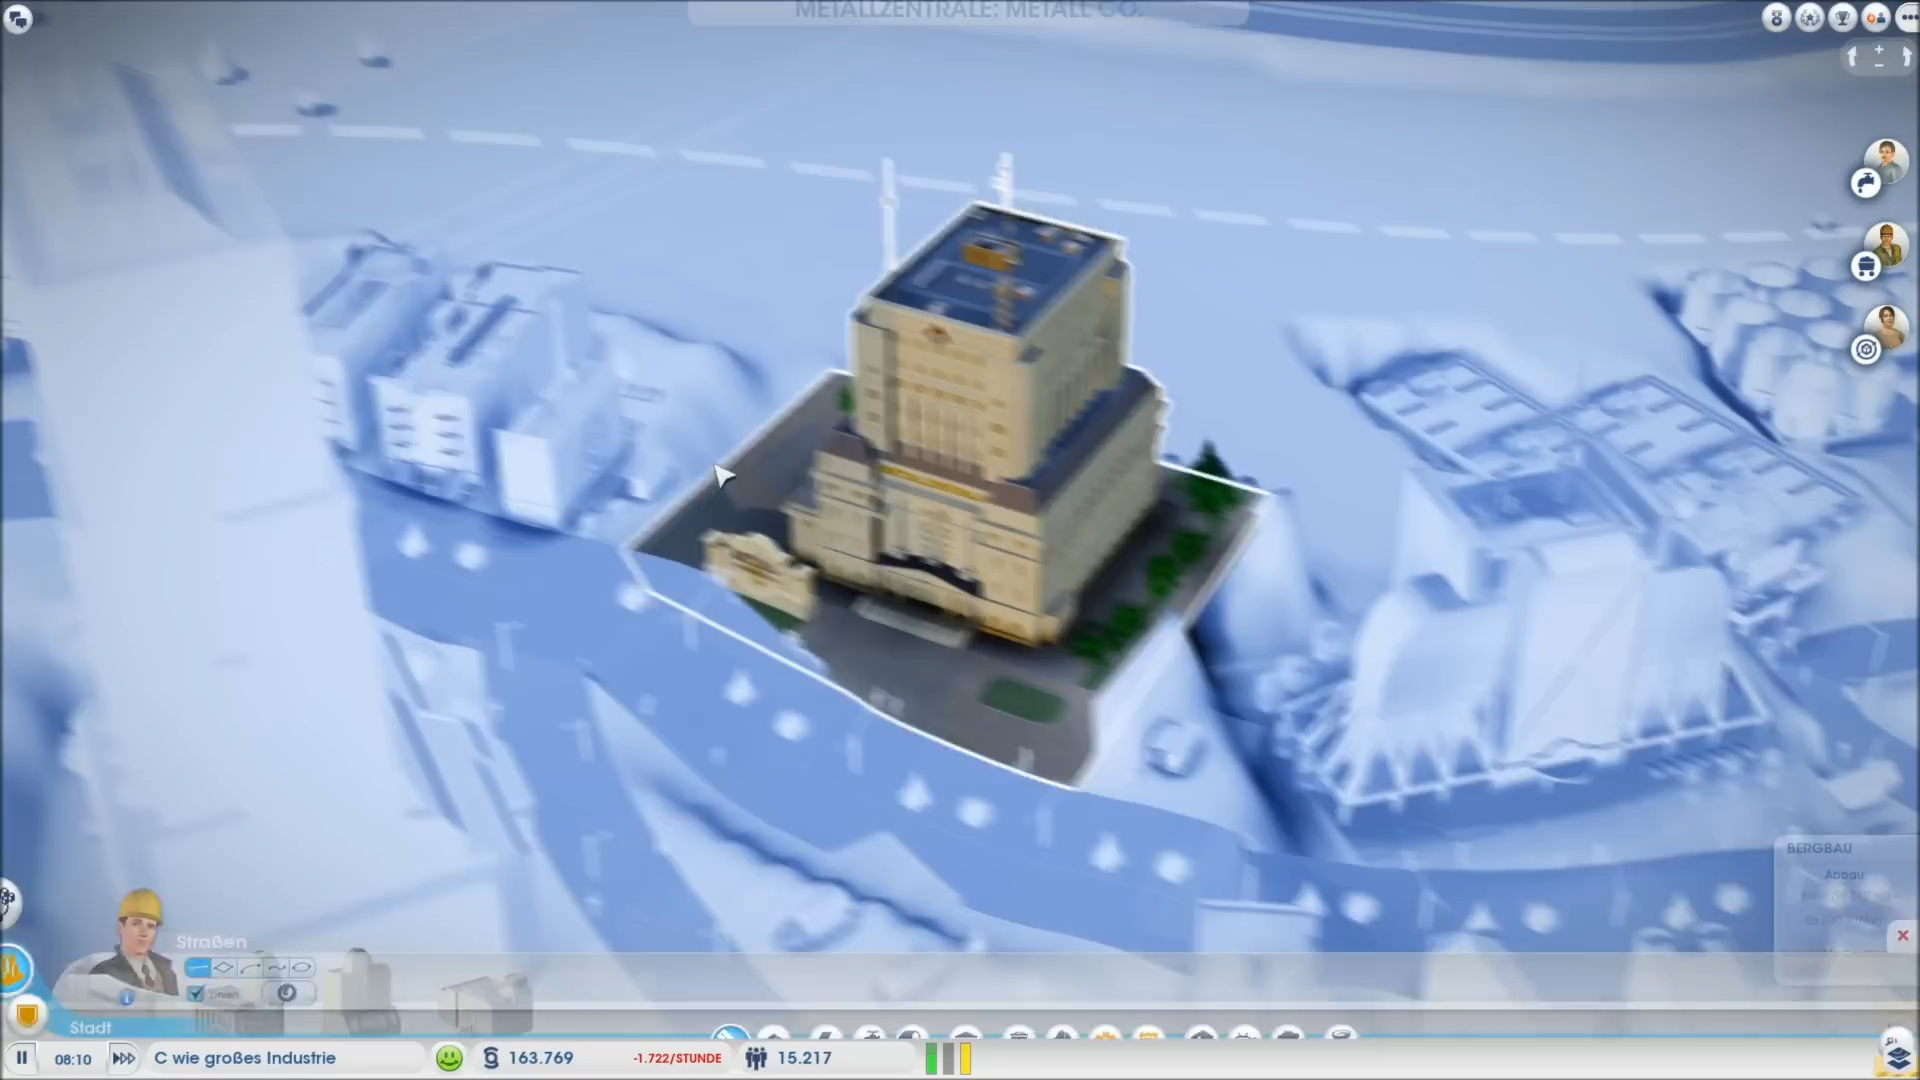 METALLZENTRALE: METALL CO.
BERGBAU
Abbau
Straßen
Stadt
08:10
C wie großes Industrie
163.769
-1.722/STUNDE
15.217